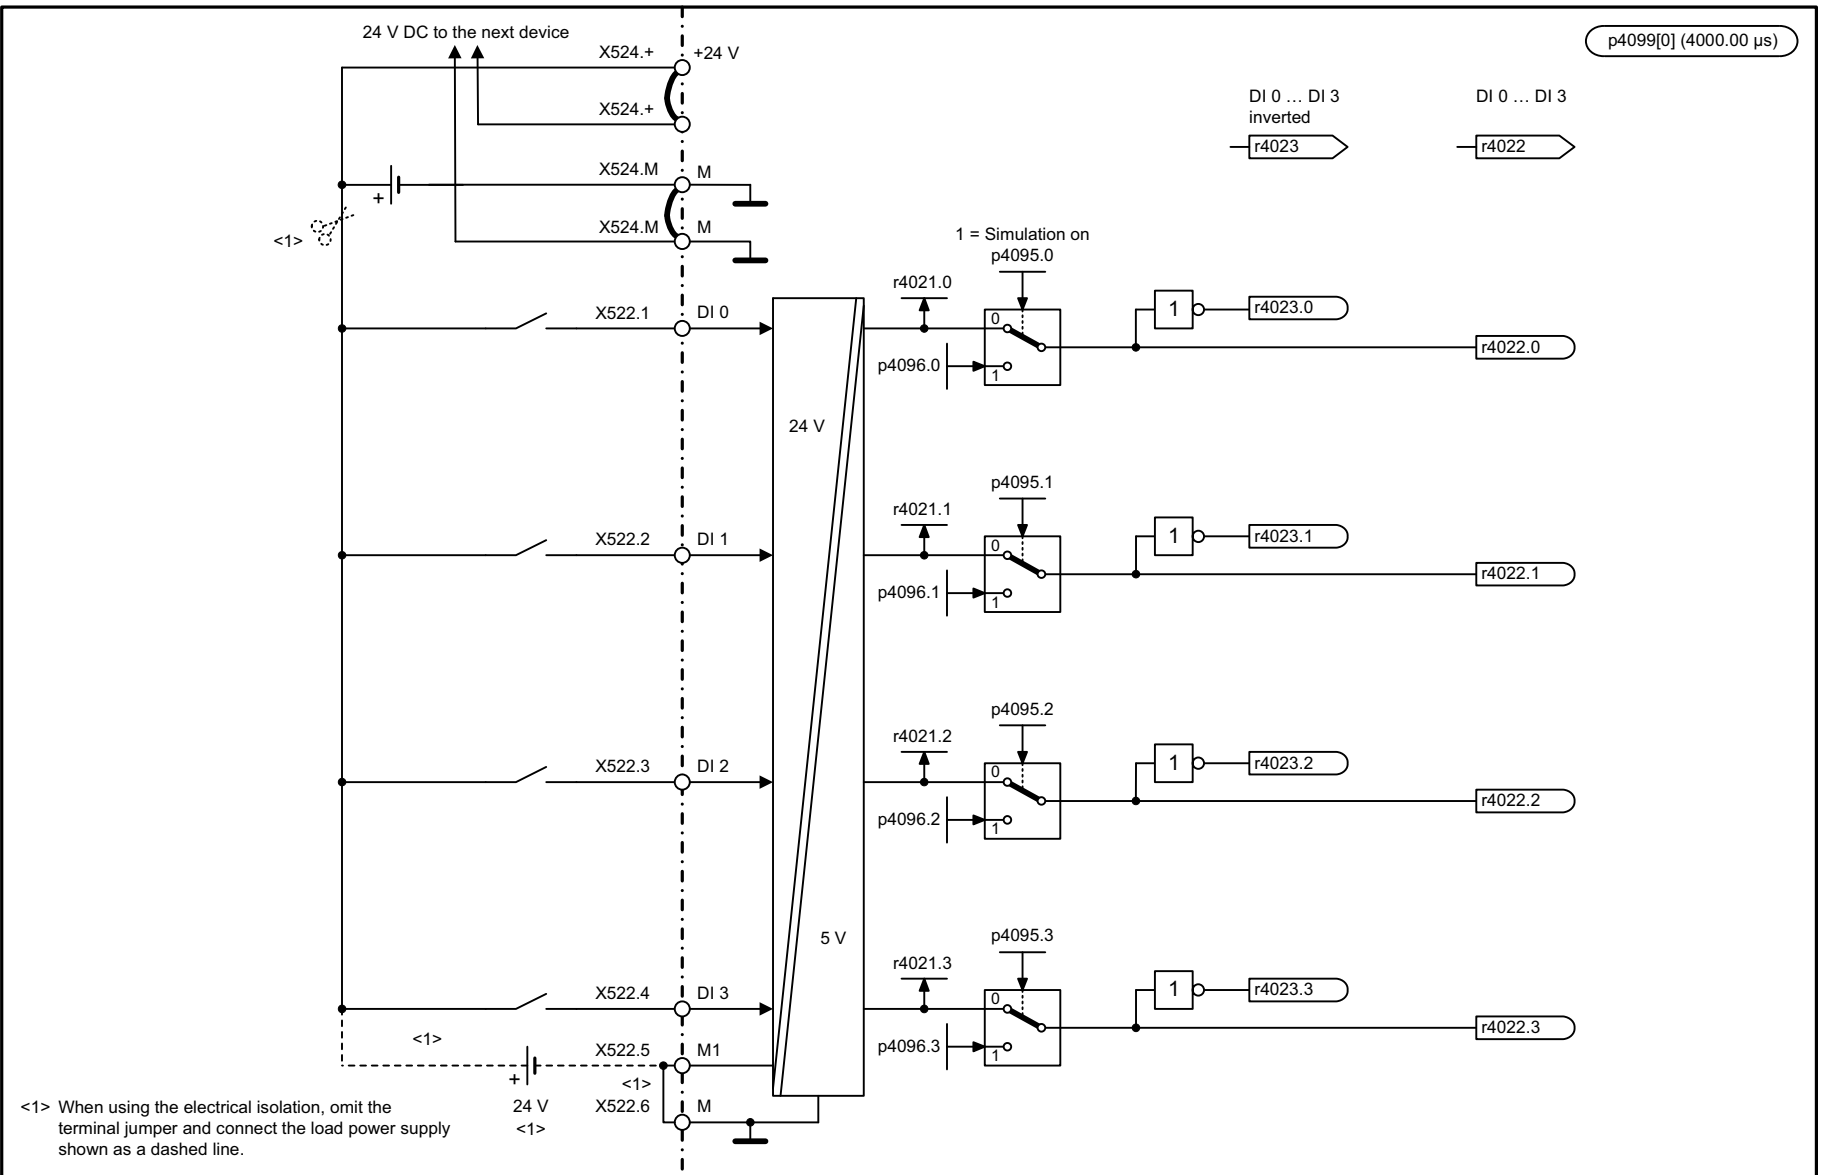 24 V DC to the next device
p4099[0] (4000.00 µs)
X524.+
+24 V
X524.+
DI 0 … DI 3
inverted
r4023
DI 0 … DI 3
r4022
X524.M
M
+
<1>
X524.M
M
1 = Simulation on
p4095.0
r4021.0
X522.1
DI 0
0
1
r4023.0
p4096.0
1
r4022.0
24 V
p4095.1
r4021.1
X522.2
DI 1
0
1
r4023.1
p4096.1
1
r4022.1
p4095.2
r4021.2
X522.3
DI 2
0
1
r4023.2
p4096.2
1
r4022.2
5 V
p4095.3
r4021.3
X522.4
DI 3
0
1
r4023.3
p4096.3
1
r4022.3
<1>
X522.5
M1
+
<1>
24 V
<1>
X522.6
M
<1> When using the electrical isolation, omit the
terminal jumper and connect the load power supply
shown as a dashed line.